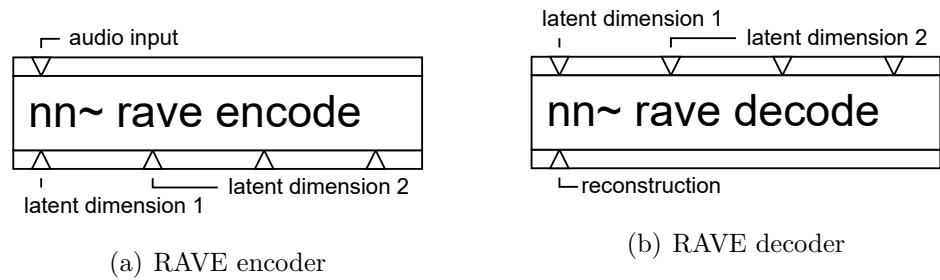 audio input
nn~ rave encode
latent dimension 2
latent dimension 1
(a) RAVE encoder
latent dimension 1
latent dimension 2
nn~ rave decode
reconstruction
(b) RAVE decoder